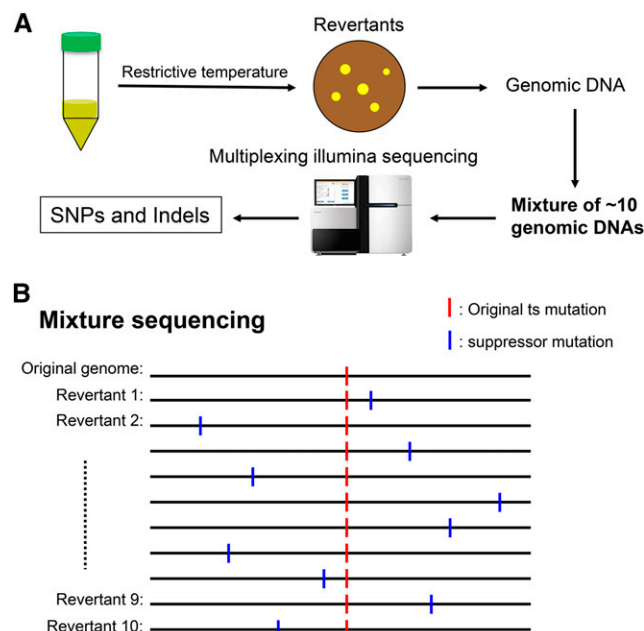 A
Revertants
Restrictive temperature
Genomic DNA
Multiplexing illumina sequencing
SNPs and Indels
Mixture of ~10
genomic DNAs
B
Mixture sequencing
: Original ts mutation
: suppressor mutation
Original genome:
Revertant 1:
Revertant 2:
Revertant 9:
Revertant 10: